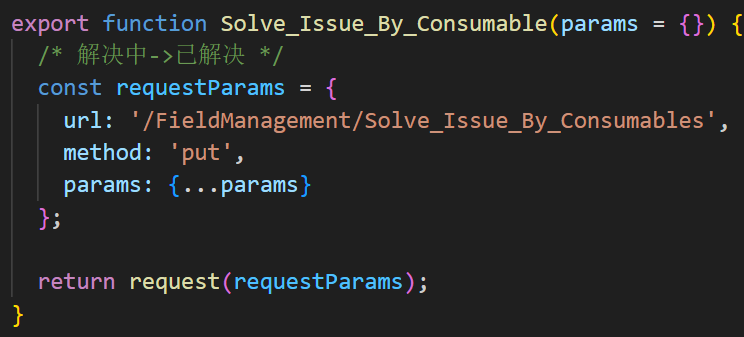 export function Solve_Issue_By_Consumable(params = {}) {
  /* 解决中->已解决 */
  const requestParams = {
    url: '/FieldManagement/Solve_Issue_By_Consumables',
    method: 'put',
    params: {...params}
  };
  return request(requestParams);
}